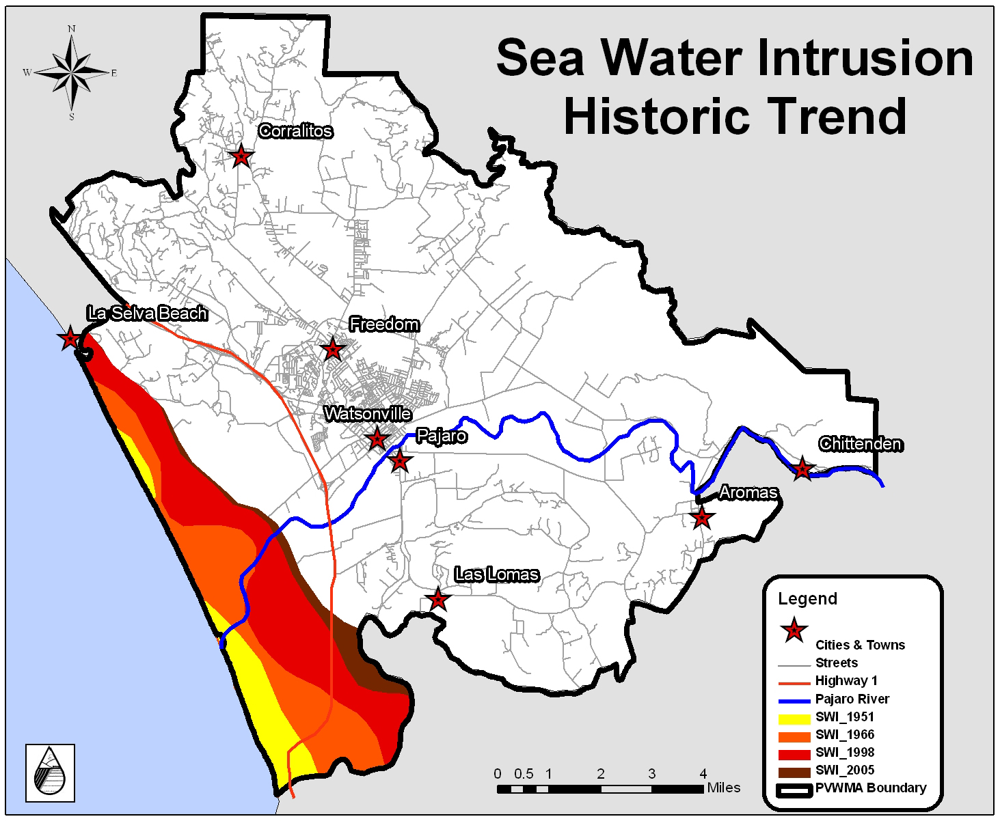 Sea Water Intrusion
Historic Trend
N
W
E
S
Corralitos
La Selva Beach
Freedom
Watsonville
Pajaro
Chittenden
Aromas
Las Lomas
Legend
Cities & Towns
Streets
Highway 1
Pajaro River
SWI_1951
SWI_1966
SWI_1998
SWI_2005
PVWMA Boundary
0 0.5 1 2 3 4
Miles